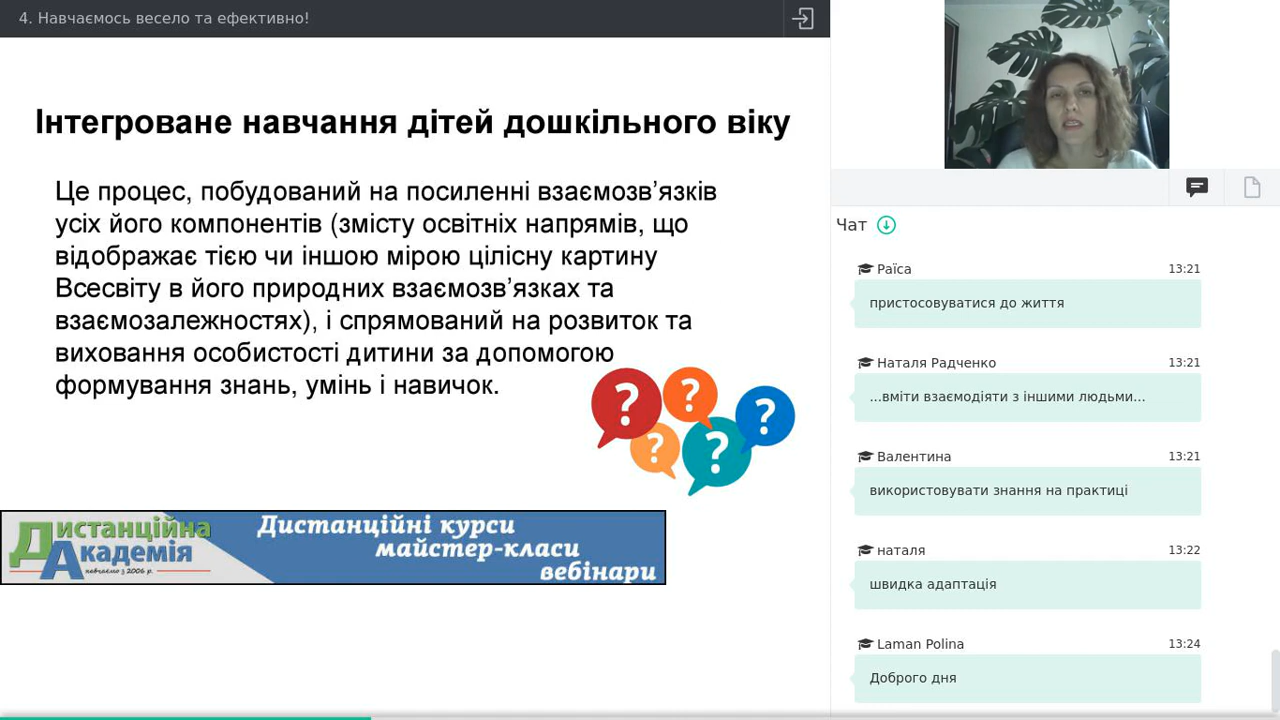 4. Навчаємось весело та ефективно!
Інтегроване навчання дітей дошкільного віку
Це процес, побудований на посиленні взаємозв’язків
усіх його компонентів (змісту освітніх напрямів, що
відображає тією чи іншою мірою цілісну картину
Всесвіту в його природних взаємозв’язках та
взаємозалежностях), і спрямований на розвиток та
виховання особистості дитини за допомогою
формування знань, умінь і навичок.
? ? ? ? ?
Дистанційна
Академія
навчаємо з 2006 р.
Дистанційні курси
майстер-класи
вебінари
Чат
Раїса 13:21
пристосовуватися до життя
Наталя Радченко 13:21
...вміти взаємодіяти з іншими людьми...
Валентина 13:21
використовувати знання на практиці
наталя 13:22
швидка адаптація
Laman Polina 13:24
Доброго дня